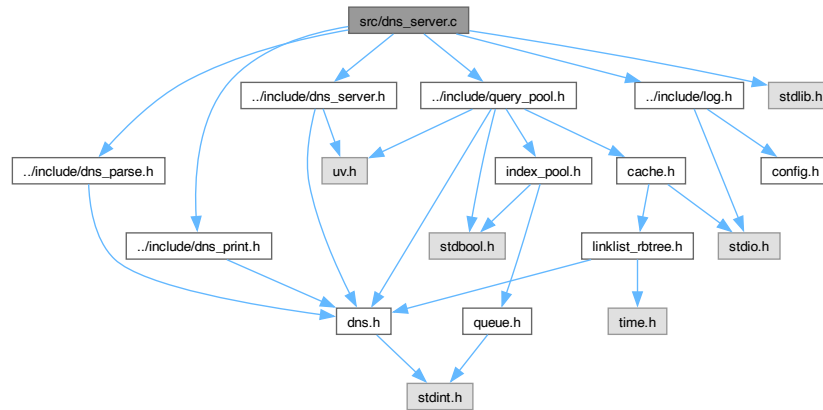 src/dns_server.c
../include/dns_server.h
../include/query_pool.h
../include/log.h
stdlib.h
../include/dns_parse.h
uv.h
index_pool.h
cache.h
config.h
../include/dns_print.h
stdbool.h
linklist_rbtree.h
stdio.h
dns.h
queue.h
time.h
stdint.h